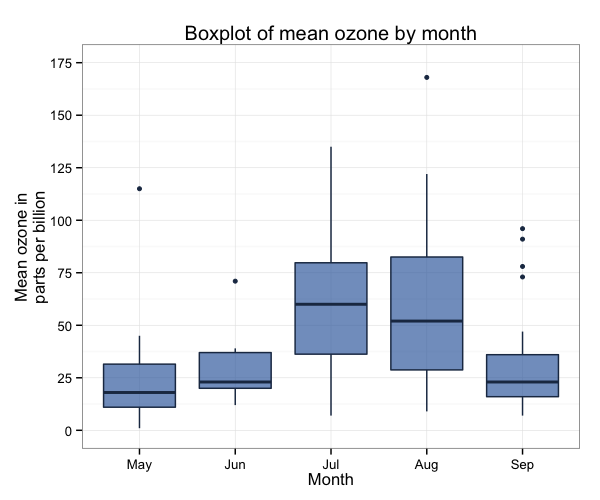 Boxplot of mean ozone by month
Mean ozone in
parts per billion
175
150
125
100
75
50
25
0
May Jun Jul Aug Sep
Month